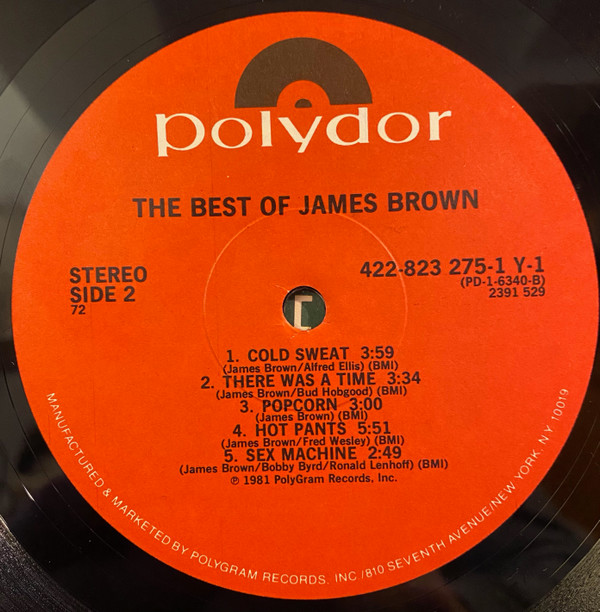 polydor
THE BEST OF JAMES BROWN
STEREO
SIDE 2
72
422-823 275-1 Y-1
(PD-1-6340-B)
2391 529
1. COLD SWEAT 3:59
(James Brown/Alfred Ellis) (BMI)
2. THERE WAS A TIME 3:34
(James Brown/Bud Hobgood) (BMI)
3. POPCORN 3:00
(James Brown) (BMI)
4. HOT PANTS 5:51
(James Brown/Fred Wesley) (BMI)
5. SEX MACHINE 2:49
(James Brown/Bobby Byrd/Ronald Lenhoff) (BMI)
℗ 1981 PolyGram Records, Inc.
MANUFACTURED & MARKETED BY POLYGRAM RECORDS, INC./810 SEVENTH AVENUE/NEW YORK, N.Y. 10019